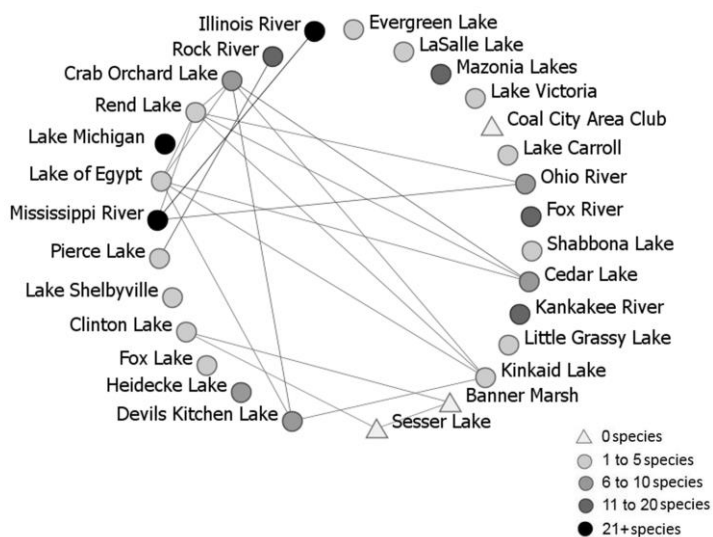 Illinois River
Evergreen Lake
Rock River
LaSalle Lake
Crab Orchard Lake
Mazonia Lakes
Rend Lake
Lake Victoria
Lake Michigan
Coal City Area Club
Lake of Egypt
Lake Carroll
Mississippi River
Ohio River
Pierce Lake
Fox River
Lake Shelbyville
Shabbona Lake
Clinton Lake
Cedar Lake
Fox Lake
Kankakee River
Heidecke Lake
Little Grassy Lake
Devils Kitchen Lake
Kinkaid Lake
Banner Marsh
Sesser Lake
0 species
1 to 5 species
6 to 10 species
11 to 20 species
21+ species